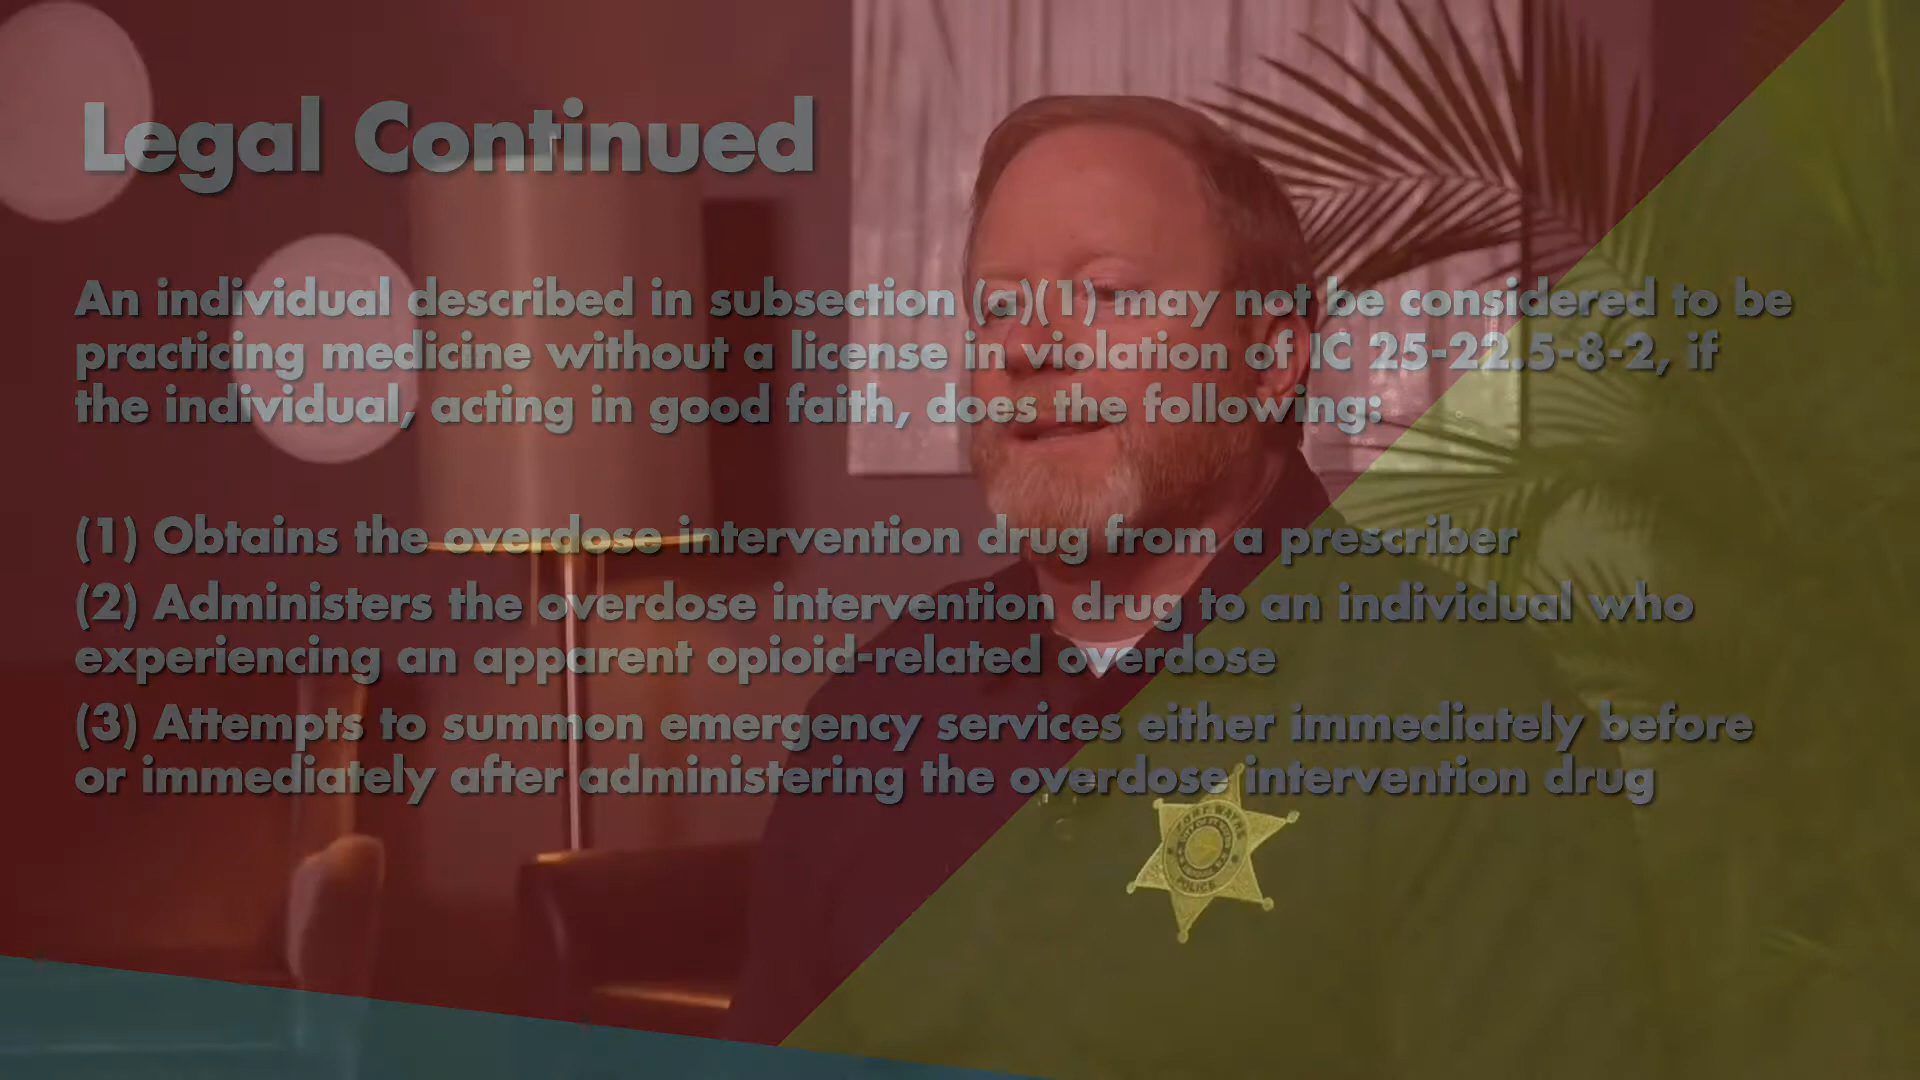 Legal Continued
An individual described in subsection (a)(1) may not be considered to be
practicing medicine without a license in violation of IC 25-22.5-8-2, if
the individual, acting in good faith, does the following:
(1) Obtains the overdose intervention drug from a prescriber
(2) Administers the overdose intervention drug to an individual who
experiencing an apparent opioid-related overdose
(3) Attempts to summon emergency services either immediately before
or immediately after administering the overdose intervention drug
FORT WAYNE
POLICE